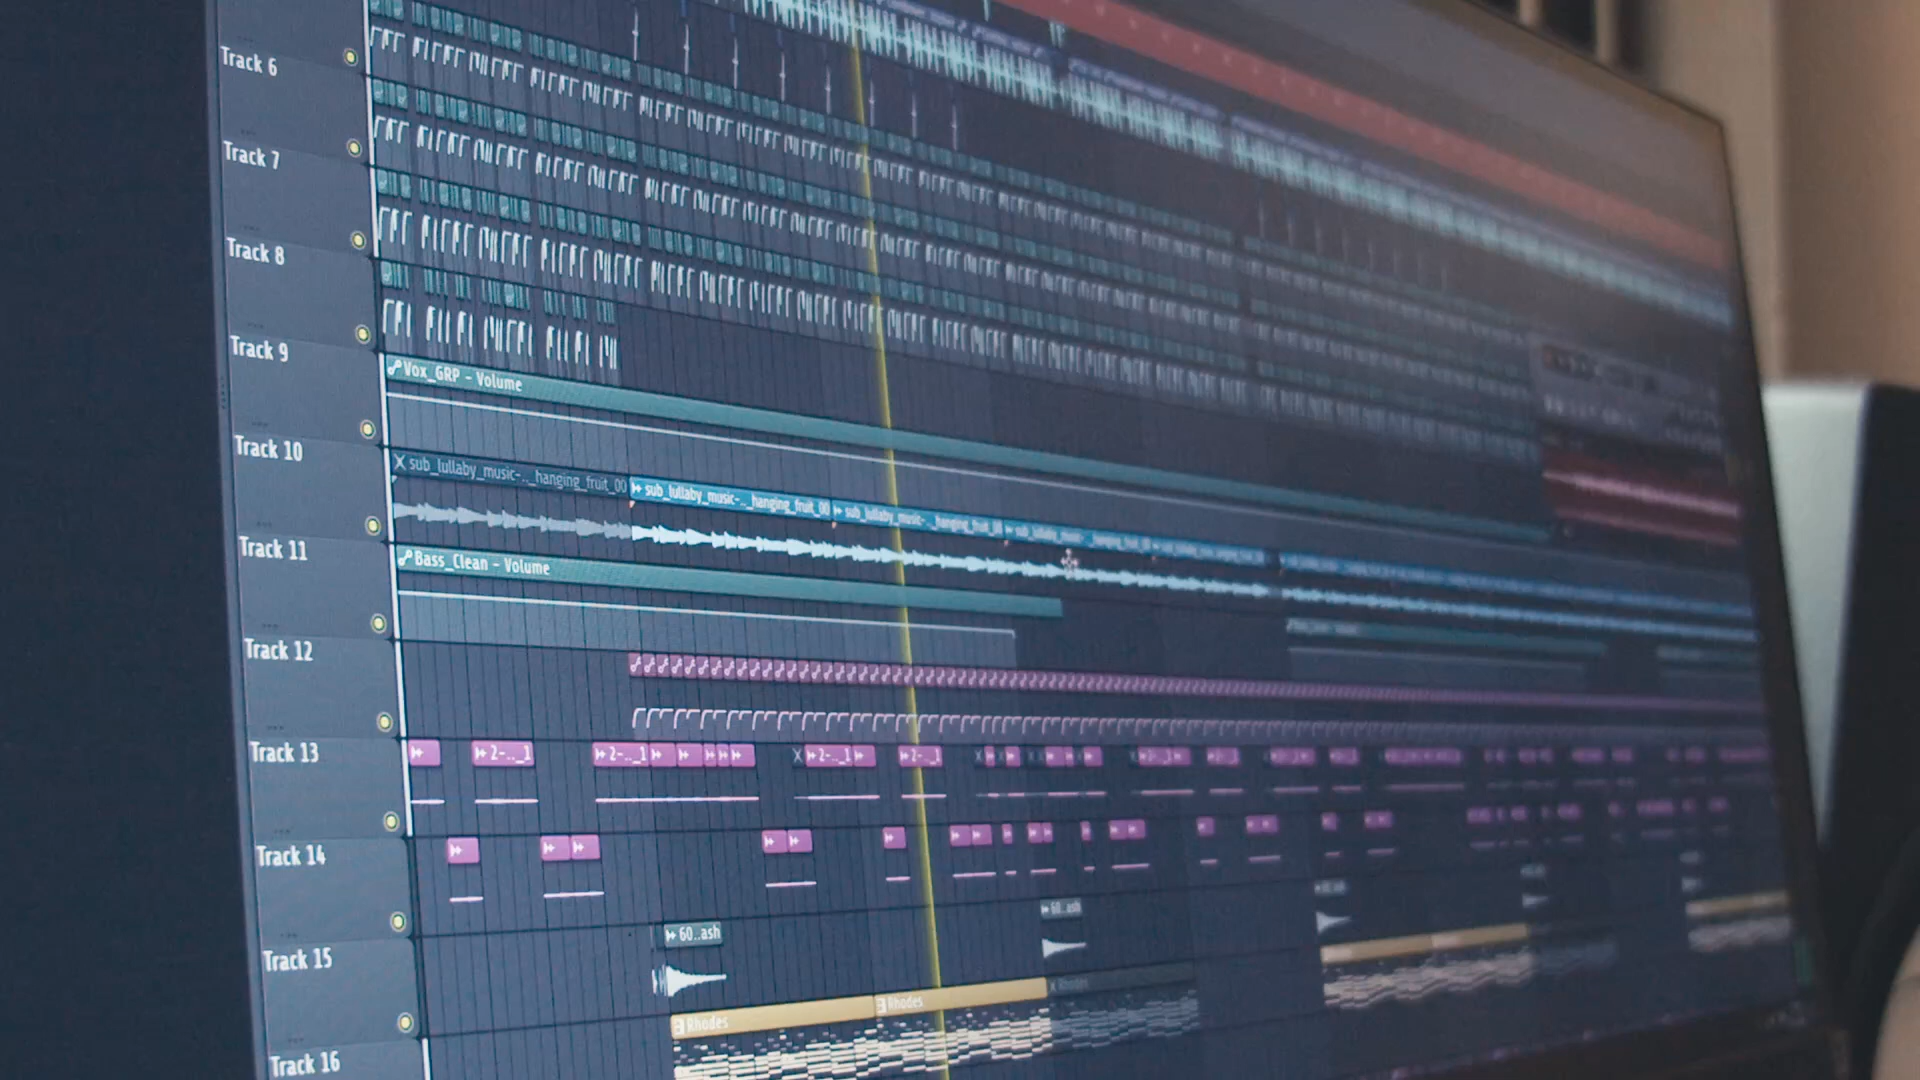 Track 6
Track 7
Track 8
Track 9
Vox_GRP - Volume
Track 10
sub_lullaby_music-.._hanging_fruit_00
sub_lullaby_music-.._hanging_fruit_00
sub_lullaby_music-.._hanging_fruit_00
Track 11
Bass_Clean - Volume
Track 12
Track 13
2-.._1
2-.._1
2-.._1
2-.._1
Track 14
Track 15
60..ash
60..ash
Rhodes
Rhodes
Rhodes
Track 16